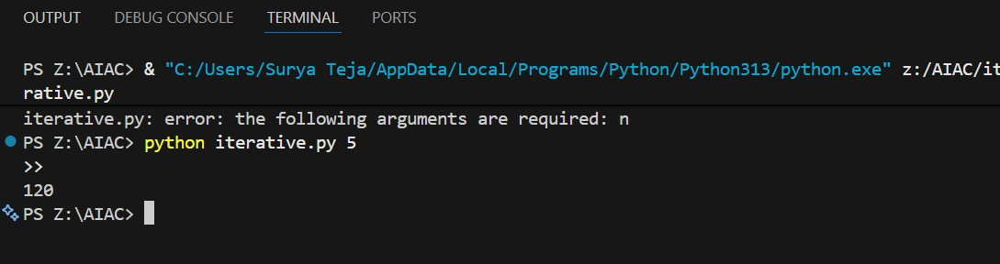 OUTPUT DEBUG CONSOLE TERMINAL PORTS
PS Z:\AIAC> & "C:/Users/Surya Teja/AppData/Local/Programs/Python/Python313/python.exe" z:/AIAC/it
rative.py
iterative.py: error: the following arguments are required: n
PS Z:\AIAC> python iterative.py 5
>>
120
PS Z:\AIAC>